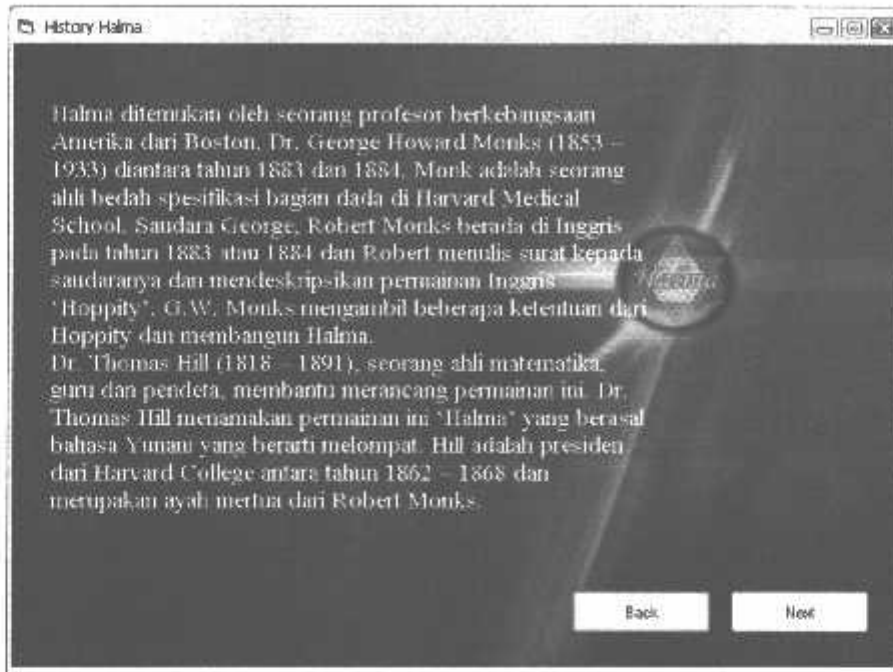 History Halma
Halma ditemukan oleh seorang profesor berkebangsaan
Amerika dari Boston, Dr. George Howard Monks (1853 –
1933) diantara tahun 1883 dan 1884. Monk adalah seorang
ahli bedah spesifikasi bagian dada di Harvard Medical
School. Saudara George, Robert Monks berada di Inggris
pada tahun 1883 atau 1884 dan Robert menulis surat kepada
saudaranya dan mendeskripsikan permainan Inggris
'Hoppity'. G.W. Monks mengambil beberapa ketentuan dari
Hoppity dan membangun Halma.
Dr. Thomas Hill (1818 – 1891), seorang ahli matematika,
guru dan pendeta, membantu merancang permainan ini. Dr.
Thomas Hill menamakan permainan ini 'Halma' yang berasal
bahasa Yunani yang berarti melompat. Hill adalah presiden
dari Harvard College antara tahun 1862 – 1868 dan
merupakan ayah mertua dari Robert Monks.
Back
Next